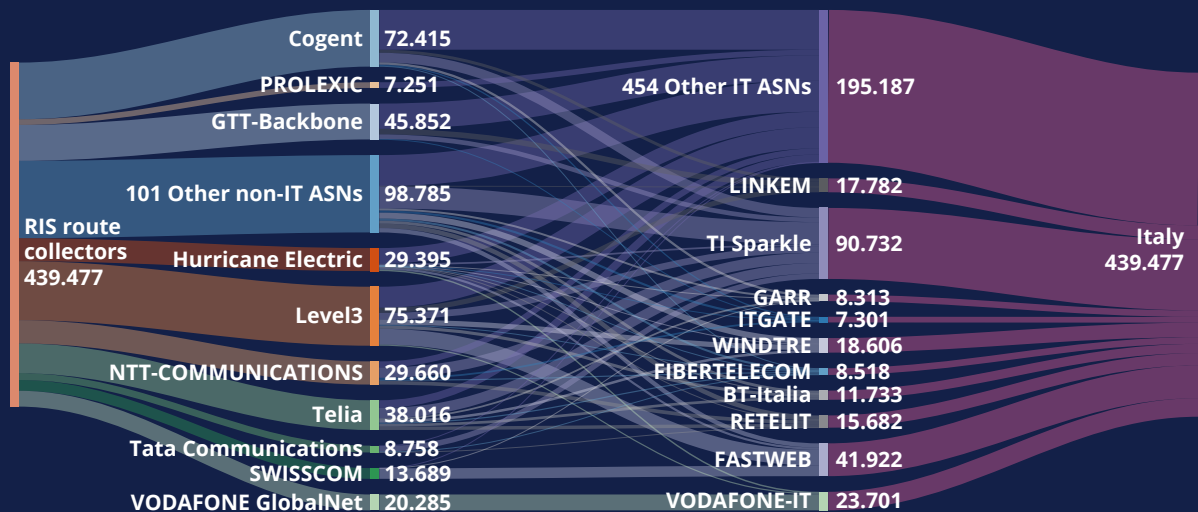 RIS route
collectors
439.477
Cogent 72.415
PROLEXIC 7.251
GTT-Backbone 45.852
101 Other non-IT ASNs 98.785
Hurricane Electric 29.395
Level3 75.371
NTT-COMMUNICATIONS 29.660
Telia 38.016
Tata Communications 8.758
SWISSCOM 13.689
VODAFONE GlobalNet 20.285
454 Other IT ASNs 195.187
LINKEM 17.782
TI Sparkle 90.732
GARR 8.313
ITGATE 7.301
WINDTRE 18.606
FIBERTELECOM 8.518
BT-Italia 11.733
RETELIT 15.682
FASTWEB 41.922
VODAFONE-IT 23.701
Italy
439.477